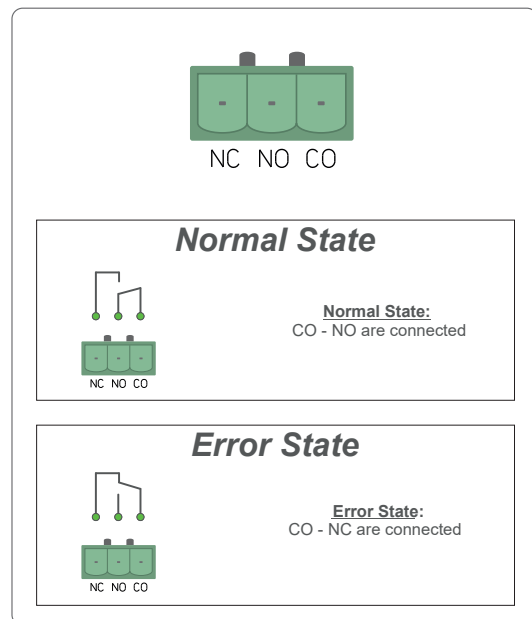 NC NO CO
Normal State
Normal State:
CO - NO are connected
NC NO CO
Error State
Error State:
CO - NC are connected
NC NO CO